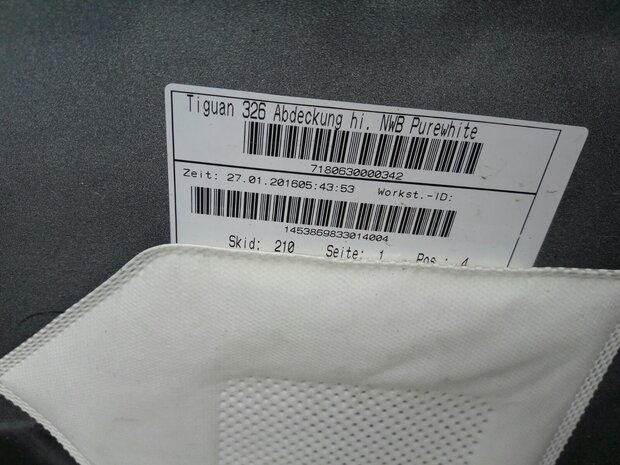 Tiguan 326 Abdeckung hi. NWB Purewhite
7180630000342
Zeit: 27.01.201605:43:53 Workst.-ID:
1453869833014004
Skid: 210 Seite: 1 Pos.: 4